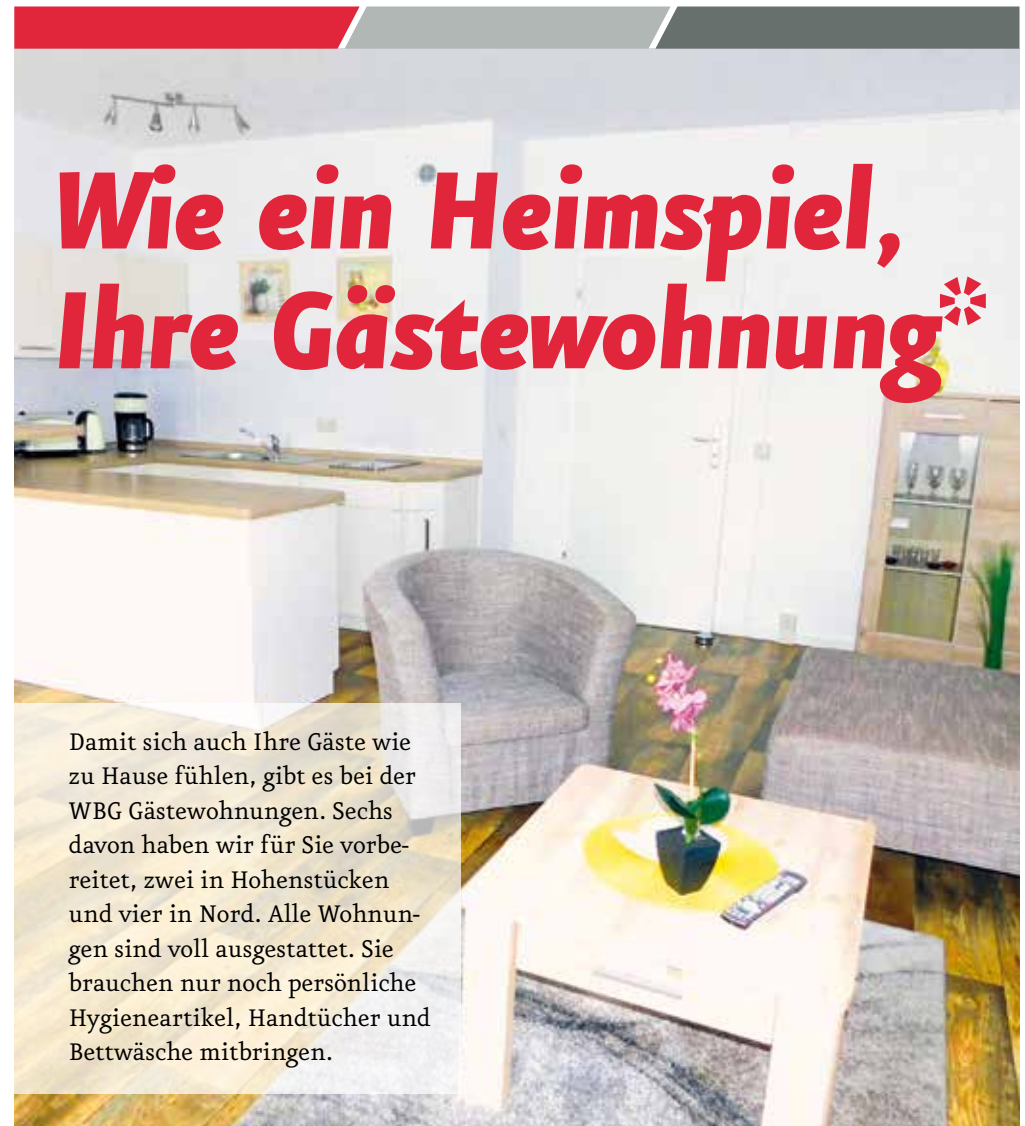 Wie ein Heimspiel,
Ihre Gästewohnung*
Damit sich auch Ihre Gäste wie
zu Hause fühlen, gibt es bei der
WBG Gästewohnungen. Sechs
davon haben wir für Sie vorbe-
reitet, zwei in Hohenstücken
und vier in Nord. Alle Wohnun-
gen sind voll ausgestattet. Sie
brauchen nur noch persönliche
Hygieneartikel, Handtücher und
Bettwäsche mitbringen.